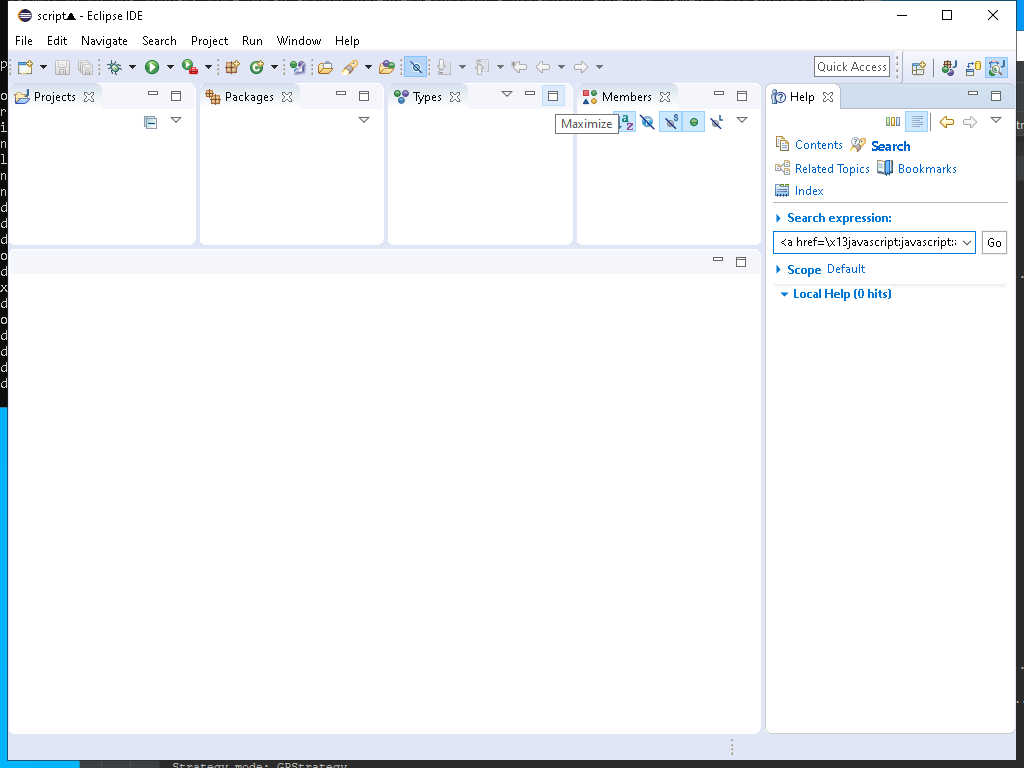 script▲ - Eclipse IDE
File Edit Navigate Search Project Run Window Help
Quick Access
Projects
Packages
Types
Members
Maximize
Help
Contents Search
Related Topics Bookmarks
Index
Search expression:
<a href=\x13javascript:javascript:
Go
Scope Default
Local Help (0 hits)
Strategy mode: GPStrategy